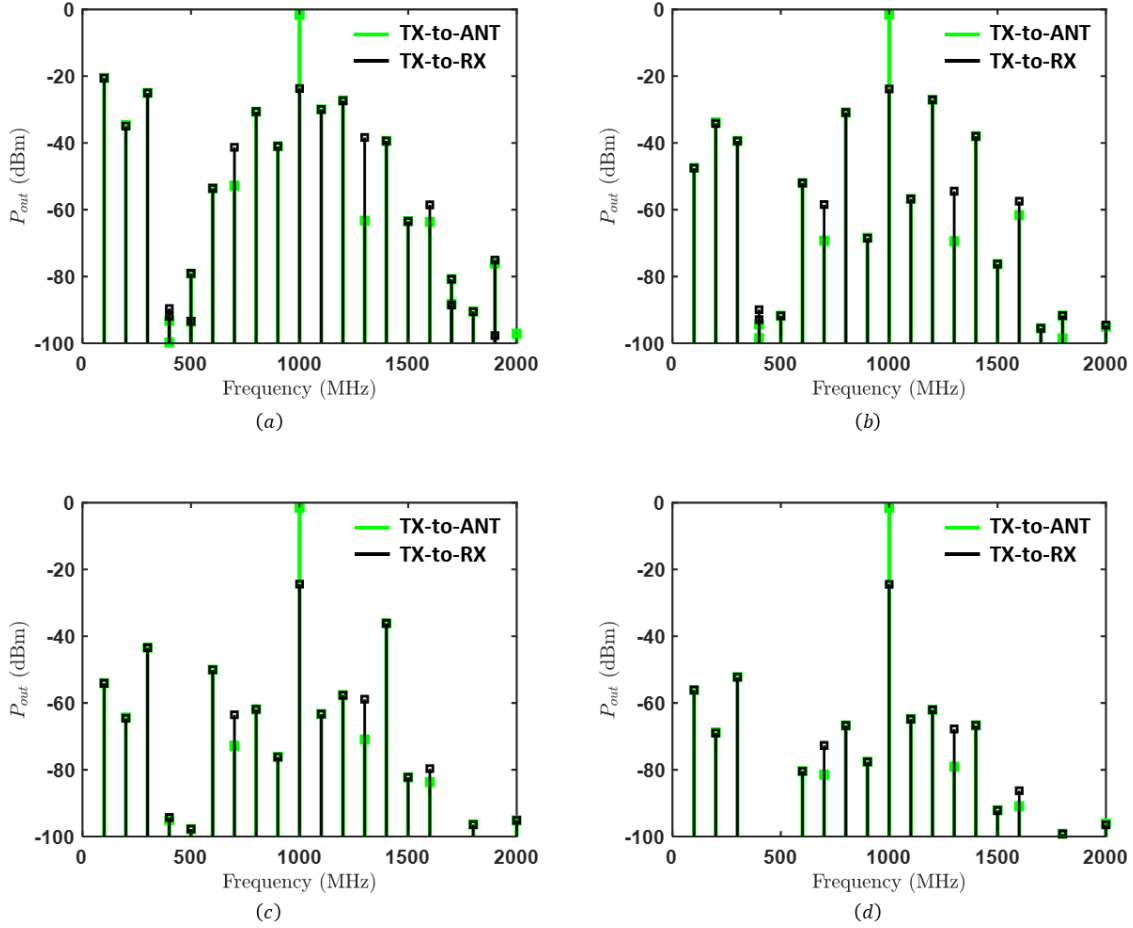 0
-20
-40
-60
-80
-100
P_out (dBm)
TX-to-ANT
TX-to-RX
0 500 1000 1500 2000
Frequency (MHz)
(a)
0
-20
-40
-60
-80
-100
P_out (dBm)
TX-to-ANT
TX-to-RX
0 500 1000 1500 2000
Frequency (MHz)
(b)
0
-20
-40
-60
-80
-100
P_out (dBm)
TX-to-ANT
TX-to-RX
0 500 1000 1500 2000
Frequency (MHz)
(c)
0
-20
-40
-60
-80
-100
P_out (dBm)
TX-to-ANT
TX-to-RX
0 500 1000 1500 2000
Frequency (MHz)
(d)